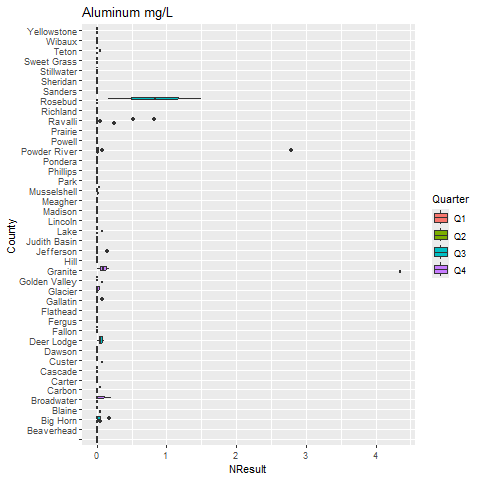 Aluminum mg/L
Yellowstone
Wibaux
Teton
Sweet Grass
Stillwater
Sheridan
Sanders
Rosebud
Richland
Ravalli
Prairie
Powell
Powder River
Pondera
Phillips
Park
Musselshell
Meagher
Madison
Lincoln
Lake
Judith Basin
Jefferson
Hill
Granite
Golden Valley
Glacier
Gallatin
Flathead
Fergus
Fallon
Deer Lodge
Dawson
Custer
Cascade
Carter
Carbon
Broadwater
Blaine
Big Horn
Beaverhead
County
0 1 2 3 4
NResult
Quarter
Q1
Q2
Q3
Q4